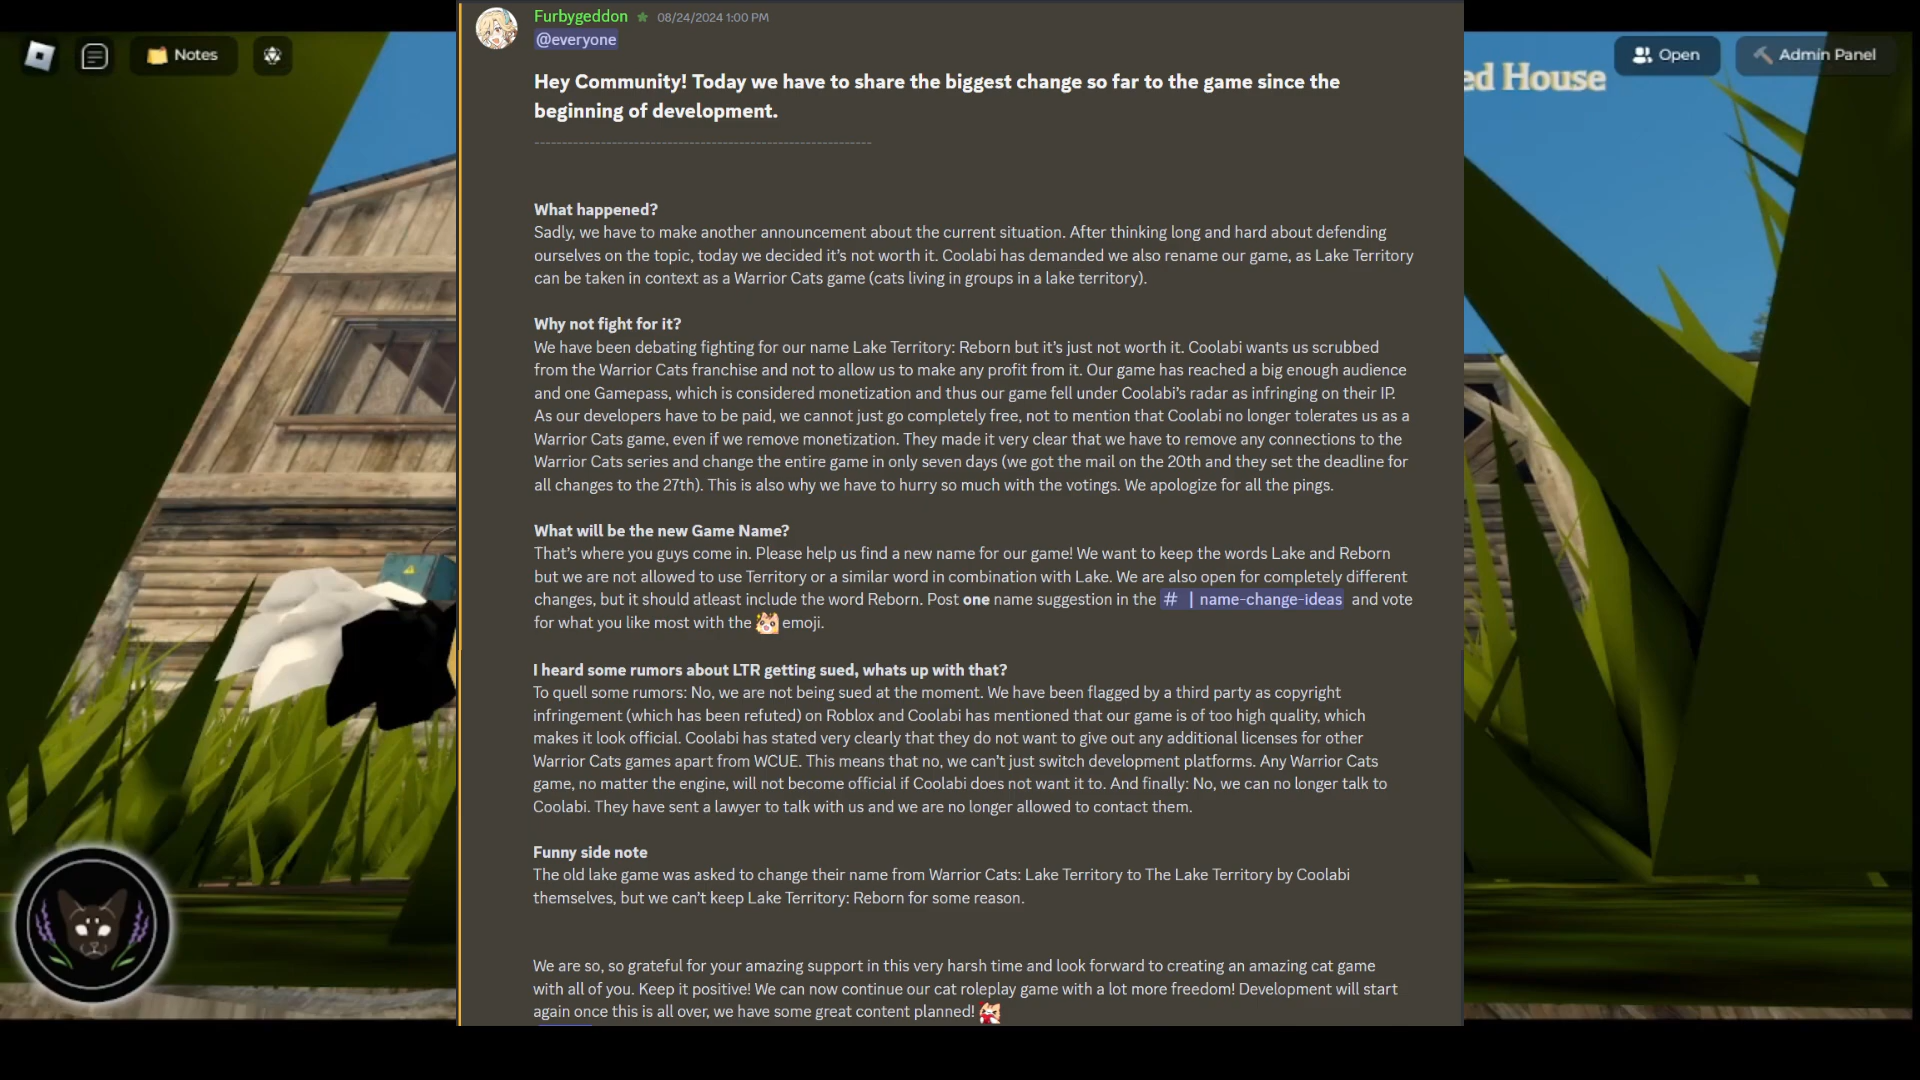 Furbygeddon 08/24/2024 1:00 PM
@everyone
Notes
Open
Admin Panel
ed House
Hey Community! Today we have to share the biggest change so far to the game since the
beginning of development.
-------------------------------------------------------------
What happened?
Sadly, we have to make another announcement about the current situation. After thinking long and hard about defending
ourselves on the topic, today we decided it's not worth it. Coolabi has demanded we also rename our game, as Lake Territory
can be taken in context as a Warrior Cats game (cats living in groups in a lake territory).
Why not fight for it?
We have been debating fighting for our name Lake Territory: Reborn but it's just not worth it. Coolabi wants us scrubbed
from the Warrior Cats franchise and not to allow us to make any profit from it. Our game has reached a big enough audience
and one Gamepass, which is considered monetization and thus our game fell under Coolabi's radar as infringing on their IP.
As our developers have to be paid, we cannot just go completely free, not to mention that Coolabi no longer tolerates us as a
Warrior Cats game, even if we remove monetization. They made it very clear that we have to remove any connections to the
Warrior Cats series and change the entire game in only seven days (we got the mail on the 20th and they set the deadline for
all changes to the 27th). This is also why we have to hurry so much with the votings. We apologize for all the pings.
What will be the new Game Name?
That's where you guys come in. Please help us find a new name for our game! We want to keep the words Lake and Reborn
but we are not allowed to use Territory or a similar word in combination with Lake. We are also open for completely different
changes, but it should atleast include the word Reborn. Post one name suggestion in the # | name-change-ideas and vote
for what you like most with the emoji.
I heard some rumors about LTR getting sued, whats up with that?
To quell some rumors: No, we are not being sued at the moment. We have been flagged by a third party as copyright
infringement (which has been refuted) on Roblox and Coolabi has mentioned that our game is of too high quality, which
makes it look official. Coolabi has stated very clearly that they do not want to give out any additional licenses for other
Warrior Cats games apart from WCUE. This means that no, we can't just switch development platforms. Any Warrior Cats
game, no matter the engine, will not become official if Coolabi does not want it to. And finally: No, we can no longer talk to
Coolabi. They have sent a lawyer to talk with us and we are no longer allowed to contact them.
Funny side note
The old lake game was asked to change their name from Warrior Cats: Lake Territory to The Lake Territory by Coolabi
themselves, but we can't keep Lake Territory: Reborn for some reason.
We are so, so grateful for your amazing support in this very harsh time and look forward to creating an amazing cat game
with all of you. Keep it positive! We can now continue our cat roleplay game with a lot more freedom! Development will start
again once this is all over, we have some great content planned!